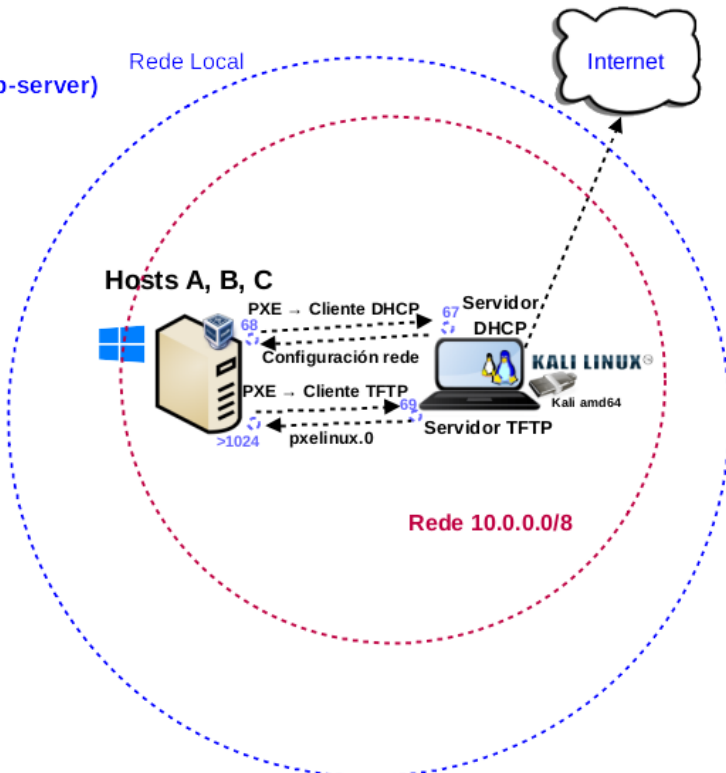 Rede Local
Internet
o-server)
Hosts A, B, C
PXE → Cliente DHCP
67
Servidor
DHCP
68
Configuración rede
KALI LINUX
Kali amd64
PXE → Cliente TFTP
69
Servidor TFTP
>1024
pxelinux.0
Rede 10.0.0.0/8